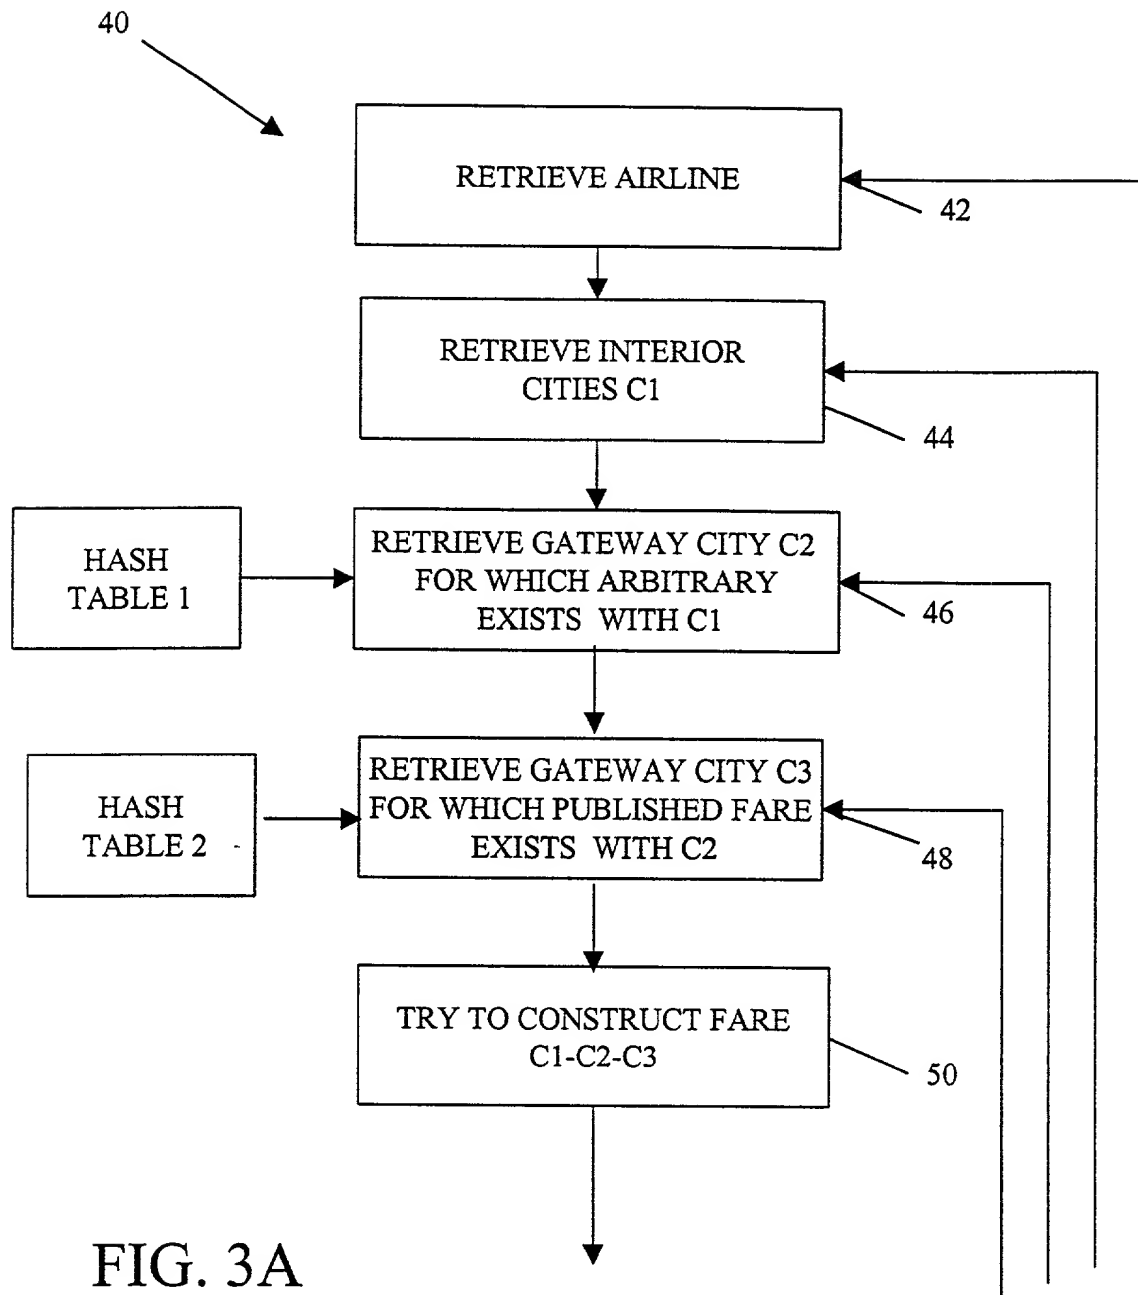 40
RETRIEVE AIRLINE
42
RETRIEVE INTERIOR
CITIES C1
44
HASH
TABLE 1
RETRIEVE GATEWAY CITY C2
FOR WHICH ARBITRARY
EXISTS WITH C1
46
HASH
TABLE 2
RETRIEVE GATEWAY CITY C3
FOR WHICH PUBLISHED FARE
EXISTS WITH C2
48
TRY TO CONSTRUCT FARE
C1-C2-C3
50
FIG. 3A